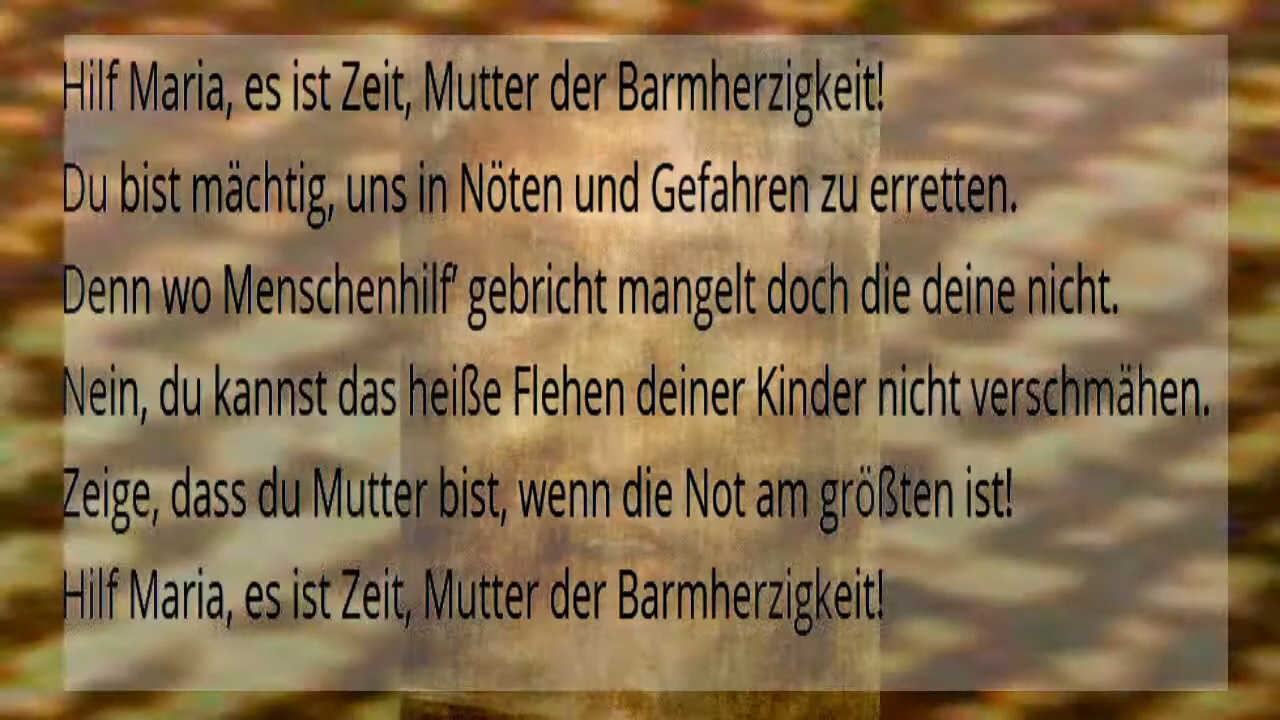 Hilf Maria, es ist Zeit, Mutter der Barmherzigkeit!
Du bist mächtig, uns in Nöten und Gefahren zu erretten.
Denn wo Menschenhilf’ gebricht mangelt doch die deine nicht.
Nein, du kannst das heiße Flehen deiner Kinder nicht verschmähen.
Zeige, dass du Mutter bist, wenn die Not am größten ist!
Hilf Maria, es ist Zeit, Mutter der Barmherzigkeit!